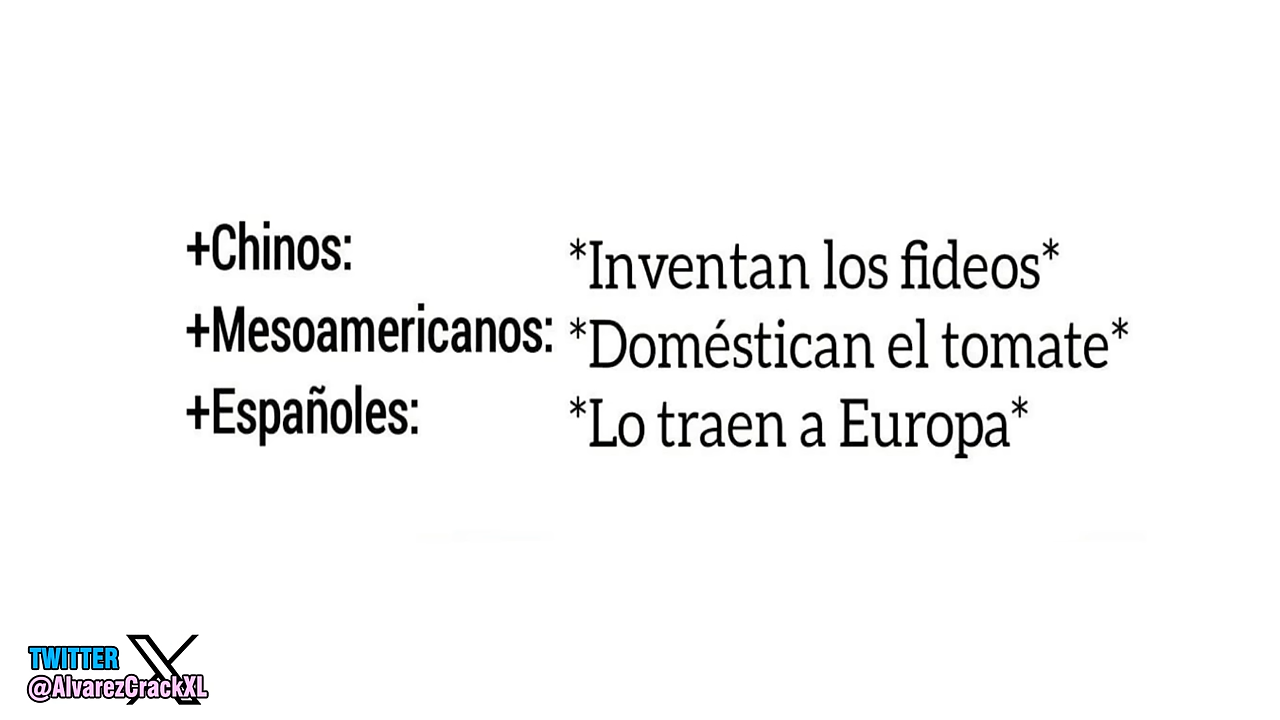 +Chinos: *Inventan los fideos*
+Mesoamericanos: *Doméstican el tomate*
+Españoles: *Lo traen a Europa*
TWITTER X
@AlvarezCrackXL